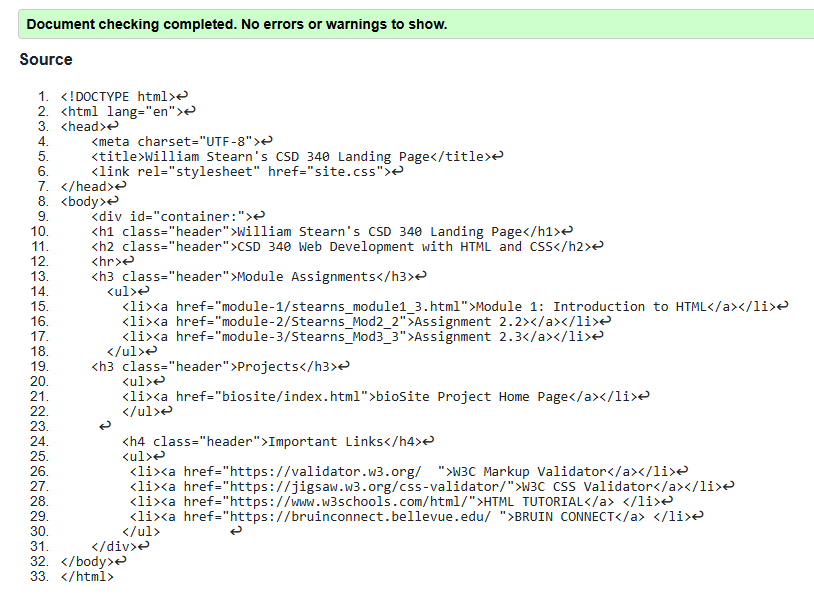 Document checking completed. No errors or warnings to show.
Source
1. <!DOCTYPE html>↩
2. <html lang="en">↩
3. <head>↩
4.     <meta charset="UTF-8">↩
5.     <title>William Stearn's CSD 340 Landing Page</title>↩
6.     <link rel="stylesheet" href="site.css">↩
7. </head>↩
8. <body>↩
9.     <div id="container:">↩
10.     <h1 class="header">William Stearn's CSD 340 Landing Page</h1>↩
11.     <h2 class="header">CSD 340 Web Development with HTML and CSS</h2>↩
12.     <hr>↩
13.     <h3 class="header">Module Assignments</h3>↩
14.       <ul>↩
15.         <li><a href="module-1/stearns_module1_3.html">Module 1: Introduction to HTML</a></li>↩
16.         <li><a href="module-2/Stearns_Mod2_2">Assignment 2.2></a></li>↩
17.         <li><a href="module-3/Stearns_Mod3_3">Assignment 2.3</a></li>↩
18.       </ul>↩
19.     <h3 class="header">Projects</h3>↩
20.         <ul>↩
21.         <li><a href="biosite/index.html">bioSite Project Home Page</a></li>↩
22.         </ul>↩
23.      ↩
24.         <h4 class="header">Important Links</h4>↩
25.         <ul>↩
26.          <li><a href="https://validator.w3.org/  ">W3C Markup Validator</a></li>↩
27.          <li><a href="https://jigsaw.w3.org/css-validator/">W3C CSS Validator</a></li>↩
28.          <li><a href="https://www.w3schools.com/html/">HTML TUTORIAL</a> </li>↩
29.          <li><a href="https://bruinconnect.bellevue.edu/ ">BRUIN CONNECT</a> </li>↩
30.         </ul>         ↩
31.     </div>↩
32. </body>↩
33. </html>